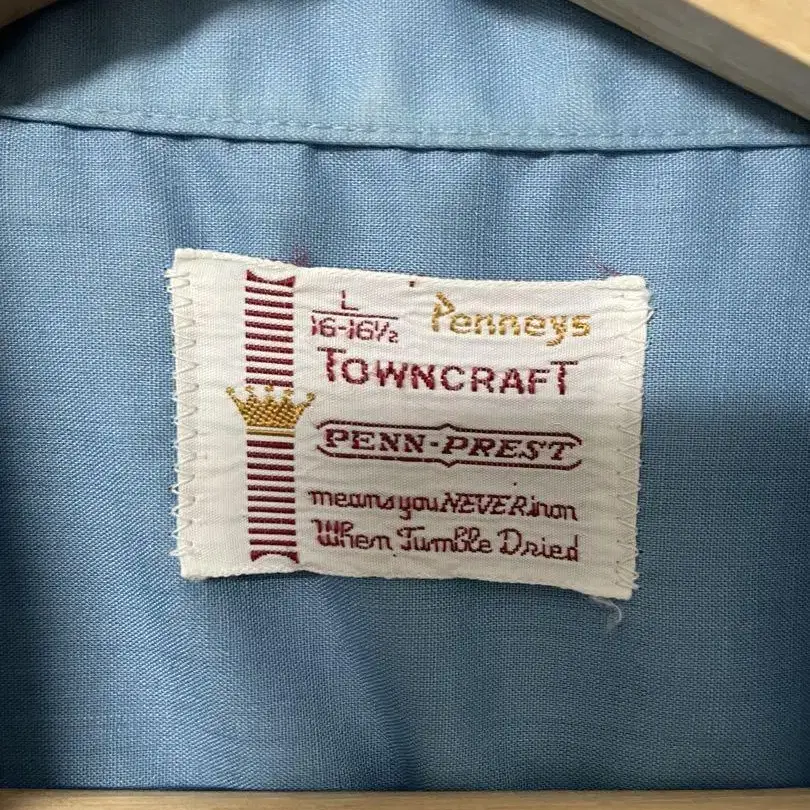 L
16-16½
Penneys
TOWNCRAFT
PENN-PREST
means you NEVER iron
When Tumble Dried